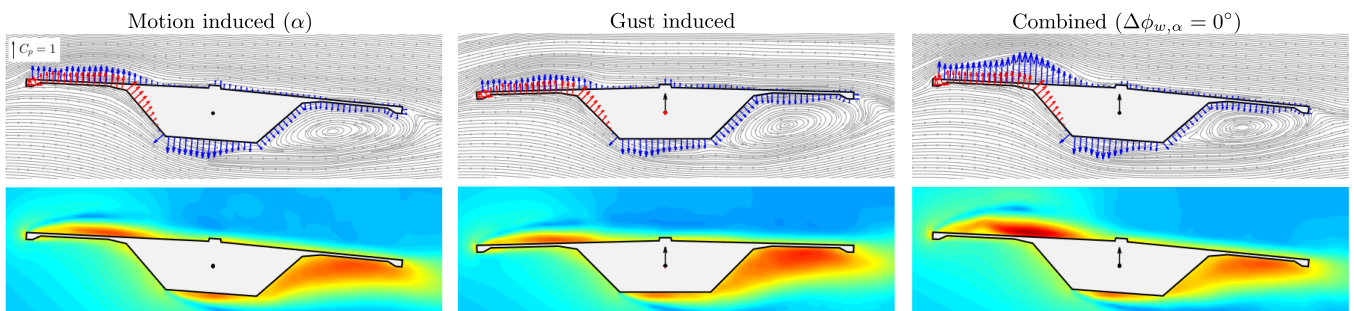 Motion induced (α)
Gust induced
Combined (Δϕw,α = 0°)
Cp = 1